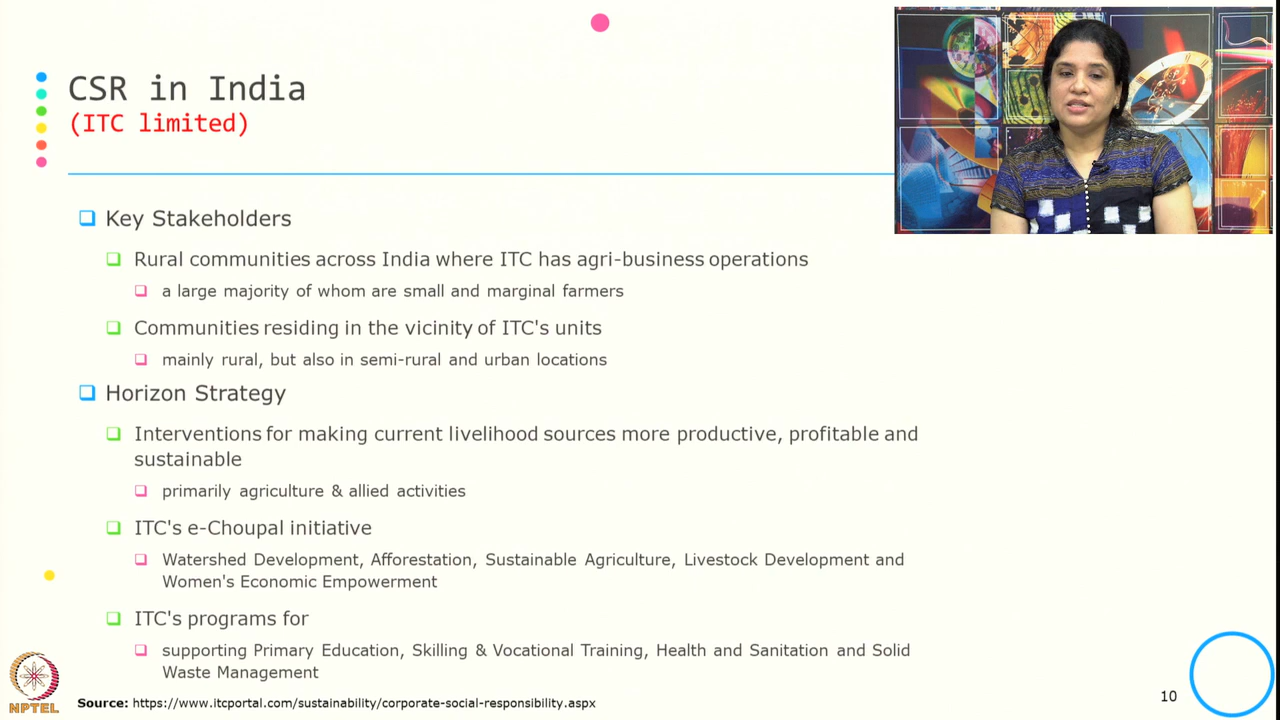 CSR in India
(ITC limited)
Key Stakeholders
Rural communities across India where ITC has agri-business operations
a large majority of whom are small and marginal farmers
Communities residing in the vicinity of ITC's units
mainly rural, but also in semi-rural and urban locations
Horizon Strategy
Interventions for making current livelihood sources more productive, profitable and
sustainable
primarily agriculture & allied activities
ITC's e-Choupal initiative
Watershed Development, Afforestation, Sustainable Agriculture, Livestock Development and
Women's Economic Empowerment
ITC's programs for
supporting Primary Education, Skilling & Vocational Training, Health and Sanitation and Solid
Waste Management
NPTEL
Source: https://www.itcportal.com/sustainability/corporate-social-responsibility.aspx
10